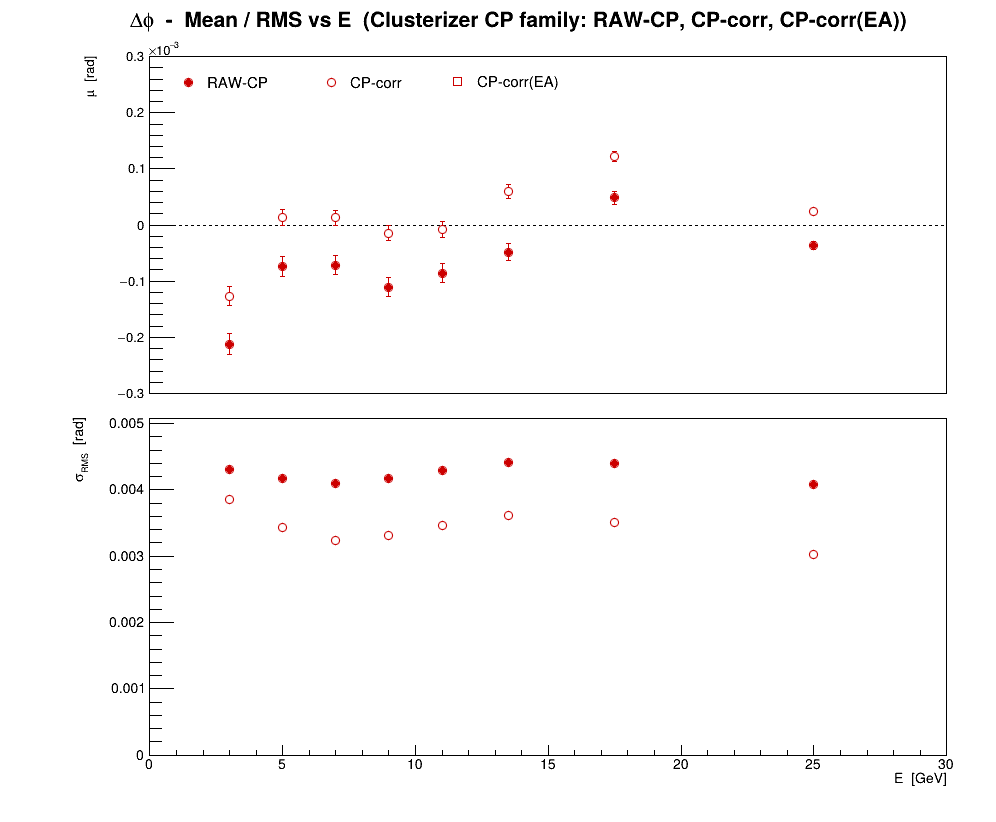 Δϕ - Mean / RMS vs E (Clusterizer CP family: RAW-CP, CP-corr, CP-corr(EA))
×10⁻³
μ [rad]
0.3
0.2
0.1
0
−0.1
−0.2
−0.3
RAW-CP
CP-corr
CP-corr(EA)
σRMS [rad]
0.005
0.004
0.003
0.002
0.001
0
0 5 10 15 20 25 30
E [GeV]